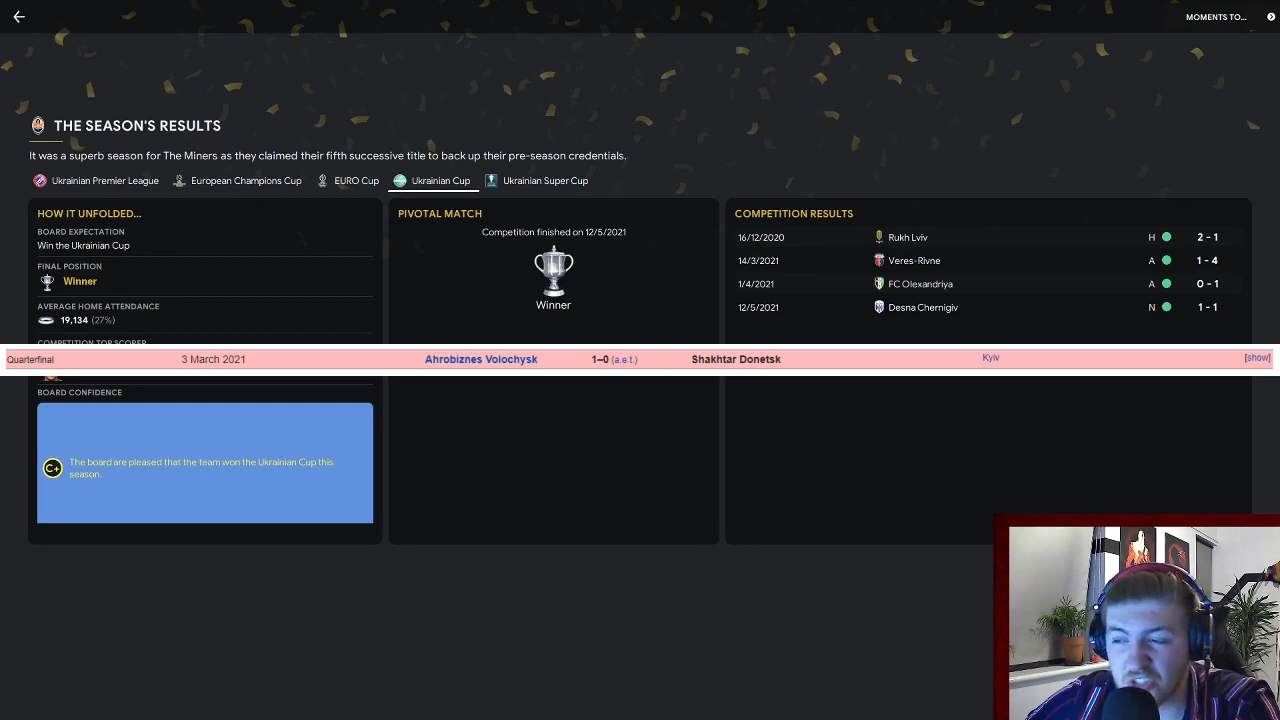 MOMENTS TO...
THE SEASON'S RESULTS
It was a superb season for The Miners as they claimed their fifth successive title to back up their pre-season credentials.
Ukrainian Premier League European Champions Cup EURO Cup Ukrainian Cup Ukrainian Super Cup
HOW IT UNFOLDED...
BOARD EXPECTATION
Win the Ukrainian Cup
FINAL POSITION
Winner
AVERAGE HOME ATTENDANCE
19,134 (27%)
COMPETITION TOP SCORER
PIVOTAL MATCH
Competition finished on 12/5/2021
Winner
COMPETITION RESULTS
16/12/2020 Rukh Lviv H 2 - 1
14/3/2021 Veres-Rivne A 1 - 4
1/4/2021 FC Olexandriya A 0 - 1
12/5/2021 Desna Chernigiv N 1 - 1
Quarterfinal 3 March 2021 Ahrobiznes Volochysk 1–0 (a.e.t.) Shakhtar Donetsk Kyiv [show]
BOARD CONFIDENCE
C+ The board are pleased that the team won the Ukrainian Cup this
season.